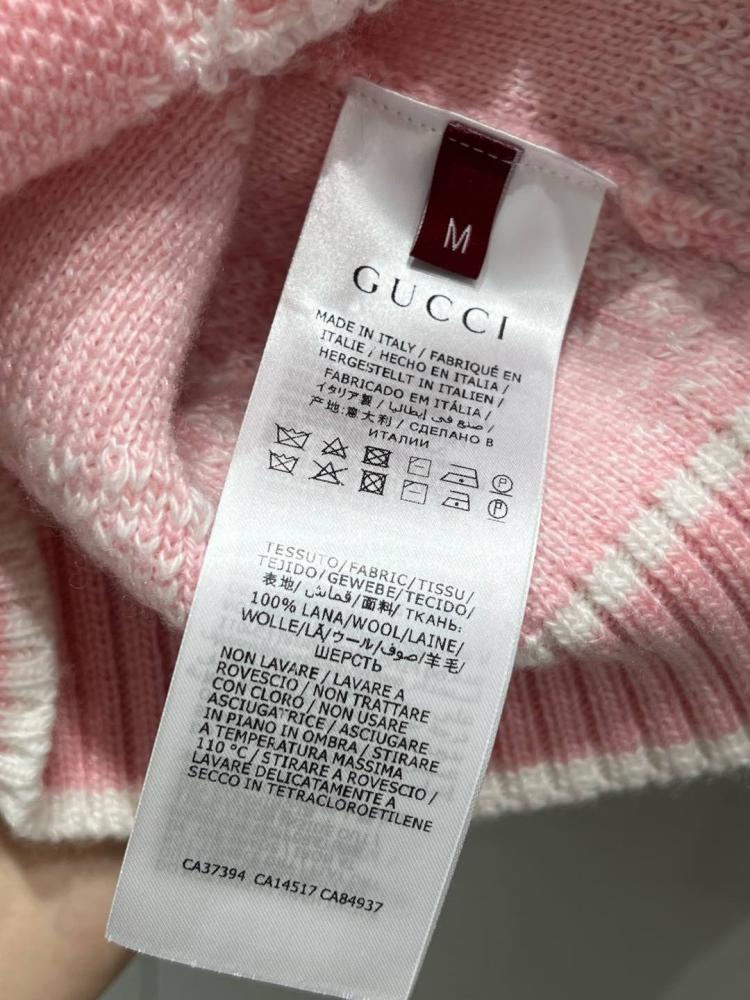 M
GUCCI
MADE IN ITALY / FABRIQUÉ EN
ITALIE / HECHO EN ITALIA /
HERGESTELLT IN ITALIEN /
FABRICADO EM ITÁLIA /
イタリア製 / صنع في إيطاليا /
产地:意大利 / СДЕЛАНО В
ИТАЛИИ
P
P
TESSUTO/FABRIC/TISSU/
TEJIDO/GEWEBE/TECIDO/
表地/قماش/面料/ ТКАНЬ:
100% LANA/WOOL/LAINE/
WOLLE/LÃ/ウール/صوف/羊毛/
ШЕРСТЬ
NON LAVARE / LAVARE A
ROVESCIO / NON TRATTARE
CON CLORO / NON USARE
ASCIUGATRICE / ASCIUGARE
IN PIANO IN OMBRA / STIRARE
A TEMPERATURA MASSIMA
110 °C / STIRARE A ROVESCIO /
LAVARE DELICATAMENTE A
SECCO IN TETRACLOROETILENE
CA37394 CA14517 CA84937